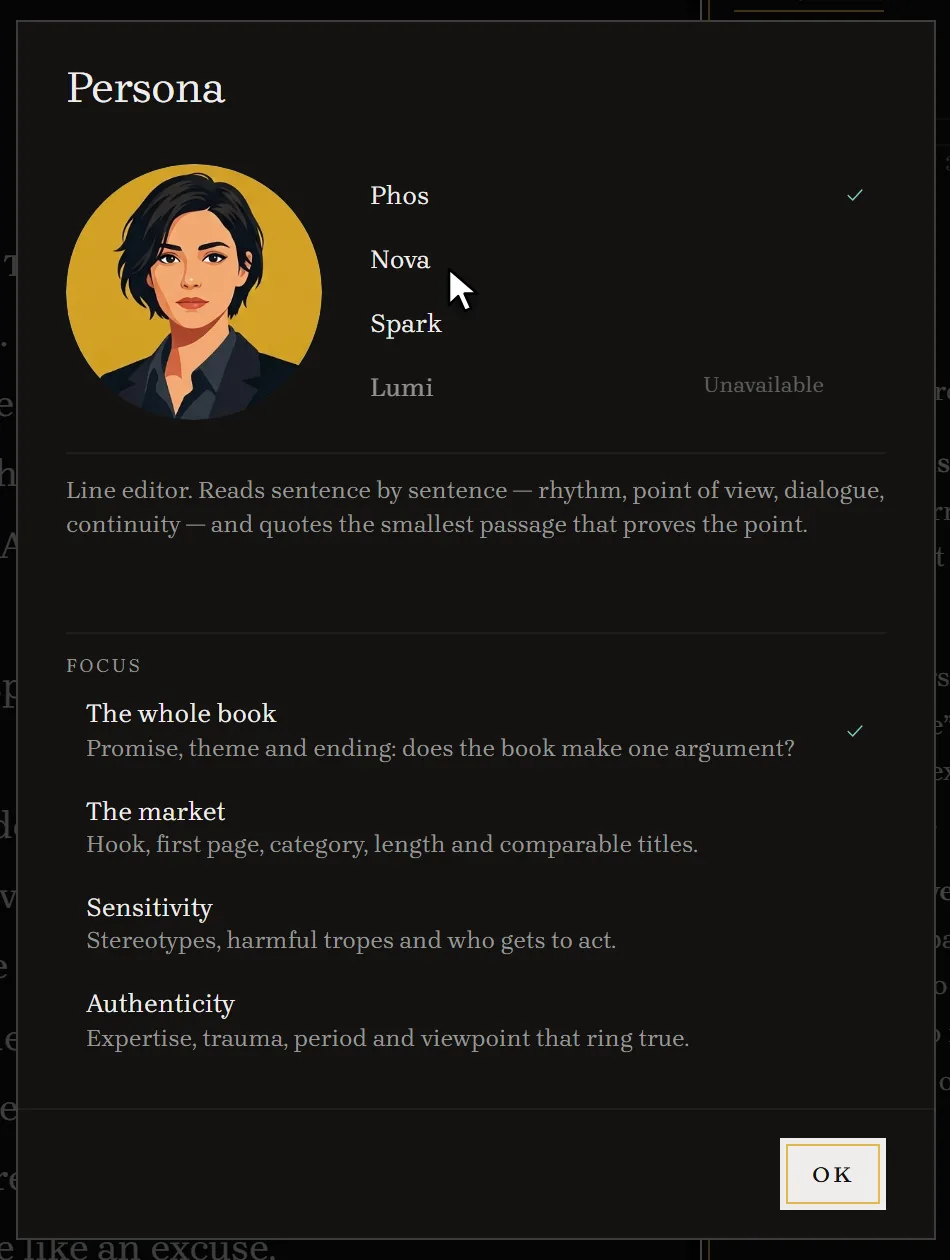 Persona
Phos
Nova
Spark
Lumi
Unavailable
Line editor. Reads sentence by sentence — rhythm, point of view, dialogue,
continuity — and quotes the smallest passage that proves the point.
FOCUS
The whole book
Promise, theme and ending: does the book make one argument?
The market
Hook, first page, category, length and comparable titles.
Sensitivity
Stereotypes, harmful tropes and who gets to act.
Authenticity
Expertise, trauma, period and viewpoint that ring true.
OK
like an excuse.